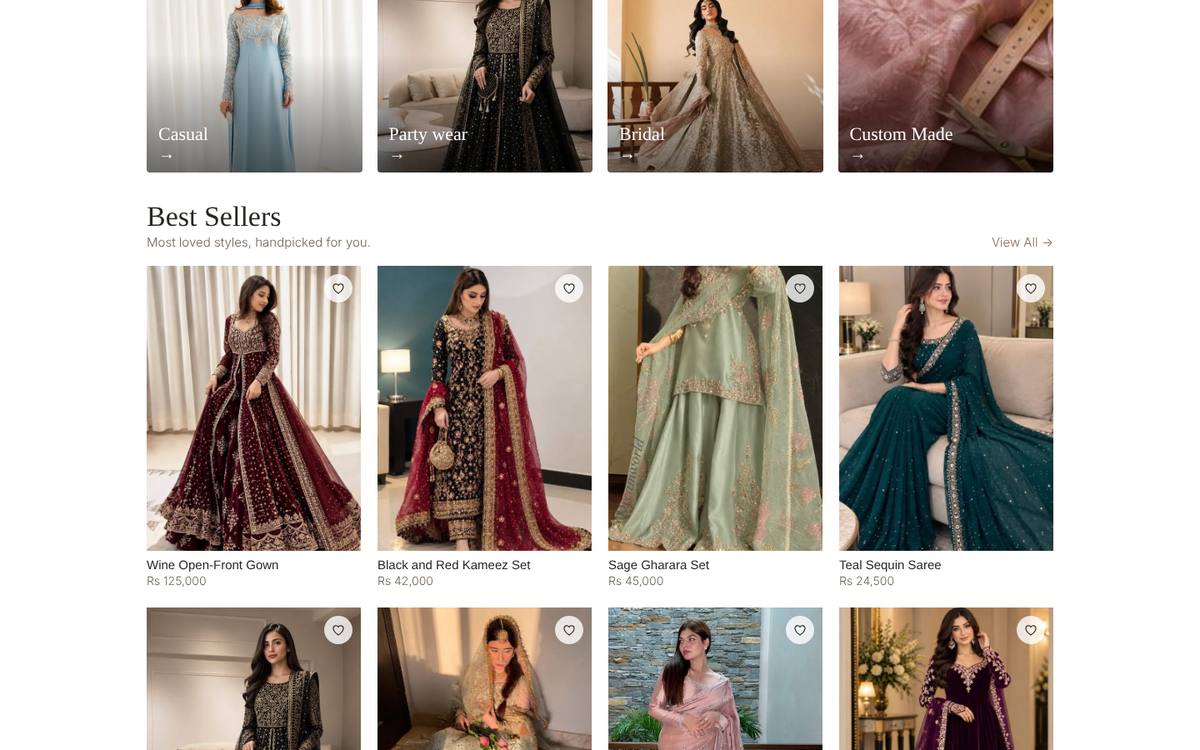 Casual
→
Party wear
→
Bridal
→
Custom Made
→
Best Sellers
Most loved styles, handpicked for you.
View All →
Wine Open-Front Gown
Rs 125,000
Black and Red Kameez Set
Rs 42,000
Sage Gharara Set
Rs 45,000
Teal Sequin Saree
Rs 24,500